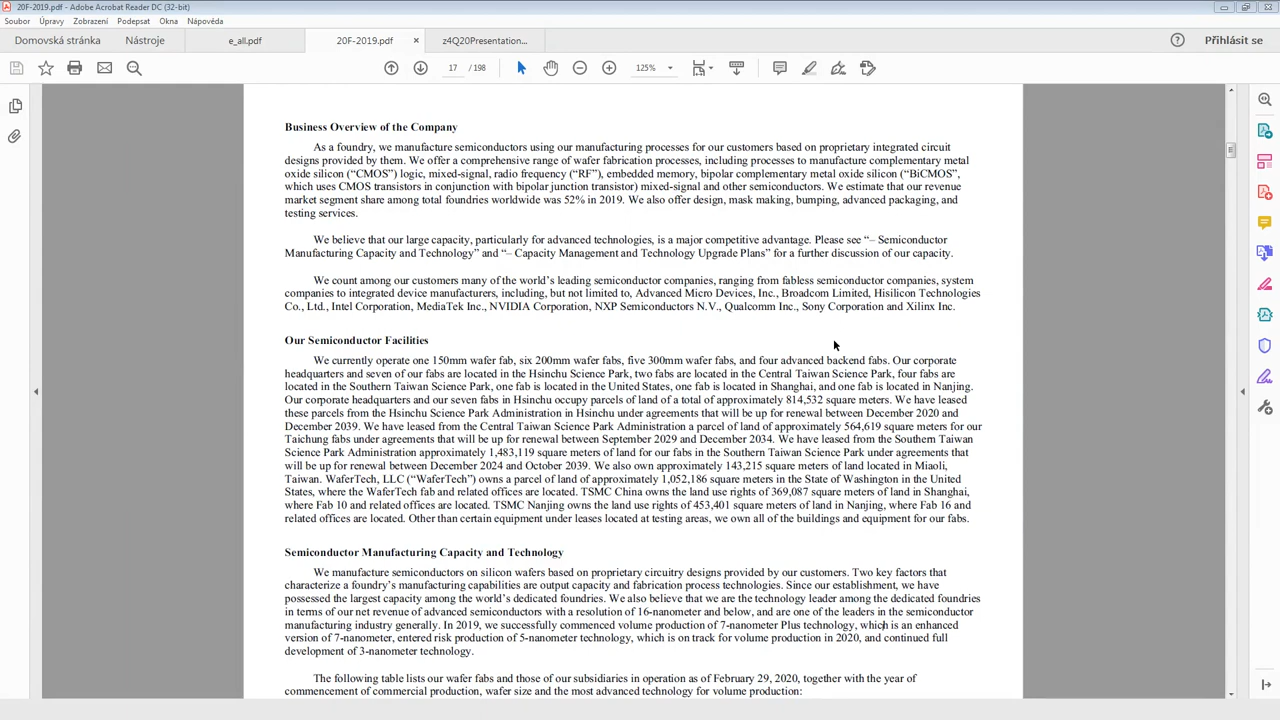 20F-2019.pdf - Adobe Acrobat Reader DC (32-bit)
Soubor Úpravy Zobrazení Podepsat Okna Nápověda
Domovská stránka Nástroje e_all.pdf 20F-2019.pdf × z4Q20Presentation... Přihlásit se
17 / 198 125%
Business Overview of the Company
As a foundry, we manufacture semiconductors using our manufacturing processes for our customers based on proprietary integrated circuit
designs provided by them. We offer a comprehensive range of wafer fabrication processes, including processes to manufacture complementary metal
oxide silicon (“CMOS”) logic, mixed-signal, radio frequency (“RF”), embedded memory, bipolar complementary metal oxide silicon (“BiCMOS”,
which uses CMOS transistors in conjunction with bipolar junction transistor) mixed-signal and other semiconductors. We estimate that our revenue
market segment share among total foundries worldwide was 52% in 2019. We also offer design, mask making, bumping, advanced packaging, and
testing services.
We believe that our large capacity, particularly for advanced technologies, is a major competitive advantage. Please see “– Semiconductor
Manufacturing Capacity and Technology” and “– Capacity Management and Technology Upgrade Plans” for a further discussion of our capacity.
We count among our customers many of the world’s leading semiconductor companies, ranging from fabless semiconductor companies, system
companies to integrated device manufacturers, including, but not limited to, Advanced Micro Devices, Inc., Broadcom Limited, Hisilicon Technologies
Co., Ltd., Intel Corporation, MediaTek Inc., NVIDIA Corporation, NXP Semiconductors N.V., Qualcomm Inc., Sony Corporation and Xilinx Inc.
Our Semiconductor Facilities
We currently operate one 150mm wafer fab, six 200mm wafer fabs, five 300mm wafer fabs, and four advanced backend fabs. Our corporate
headquarters and seven of our fabs are located in the Hsinchu Science Park, two fabs are located in the Central Taiwan Science Park, four fabs are
located in the Southern Taiwan Science Park, one fab is located in the United States, one fab is located in Shanghai, and one fab is located in Nanjing.
Our corporate headquarters and our seven fabs in Hsinchu occupy parcels of land of a total of approximately 814,532 square meters. We have leased
these parcels from the Hsinchu Science Park Administration in Hsinchu under agreements that will be up for renewal between December 2020 and
December 2039. We have leased from the Central Taiwan Science Park Administration a parcel of land of approximately 564,619 square meters for our
Taichung fabs under agreements that will be up for renewal between September 2029 and December 2034. We have leased from the Southern Taiwan
Science Park Administration approximately 1,483,119 square meters of land for our fabs in the Southern Taiwan Science Park under agreements that
will be up for renewal between December 2024 and October 2039. We also own approximately 143,215 square meters of land located in Miaoli,
Taiwan. WaferTech, LLC (“WaferTech”) owns a parcel of land of approximately 1,052,186 square meters in the State of Washington in the United
States, where the WaferTech fab and related offices are located. TSMC China owns the land use rights of 369,087 square meters of land in Shanghai,
where Fab 10 and related offices are located. TSMC Nanjing owns the land use rights of 453,401 square meters of land in Nanjing, where Fab 16 and
related offices are located. Other than certain equipment under leases located at testing areas, we own all of the buildings and equipment for our fabs.
Semiconductor Manufacturing Capacity and Technology
We manufacture semiconductors on silicon wafers based on proprietary circuitry designs provided by our customers. Two key factors that
characterize a foundry’s manufacturing capabilities are output capacity and fabrication process technologies. Since our establishment, we have
possessed the largest capacity among the world’s dedicated foundries. We also believe that we are the technology leader among the dedicated foundries
in terms of our net revenue of advanced semiconductors with a resolution of 16-nanometer and below, and are one of the leaders in the semiconductor
manufacturing industry generally. In 2019, we successfully commenced volume production of 7-nanometer Plus technology, which is an enhanced
version of 7-nanometer, entered risk production of 5-nanometer technology, which is on track for volume production in 2020, and continued full
development of 3-nanometer technology.
The following table lists our wafer fabs and those of our subsidiaries in operation as of February 29, 2020, together with the year of
commencement of commercial production, wafer size and the most advanced technology for volume production: